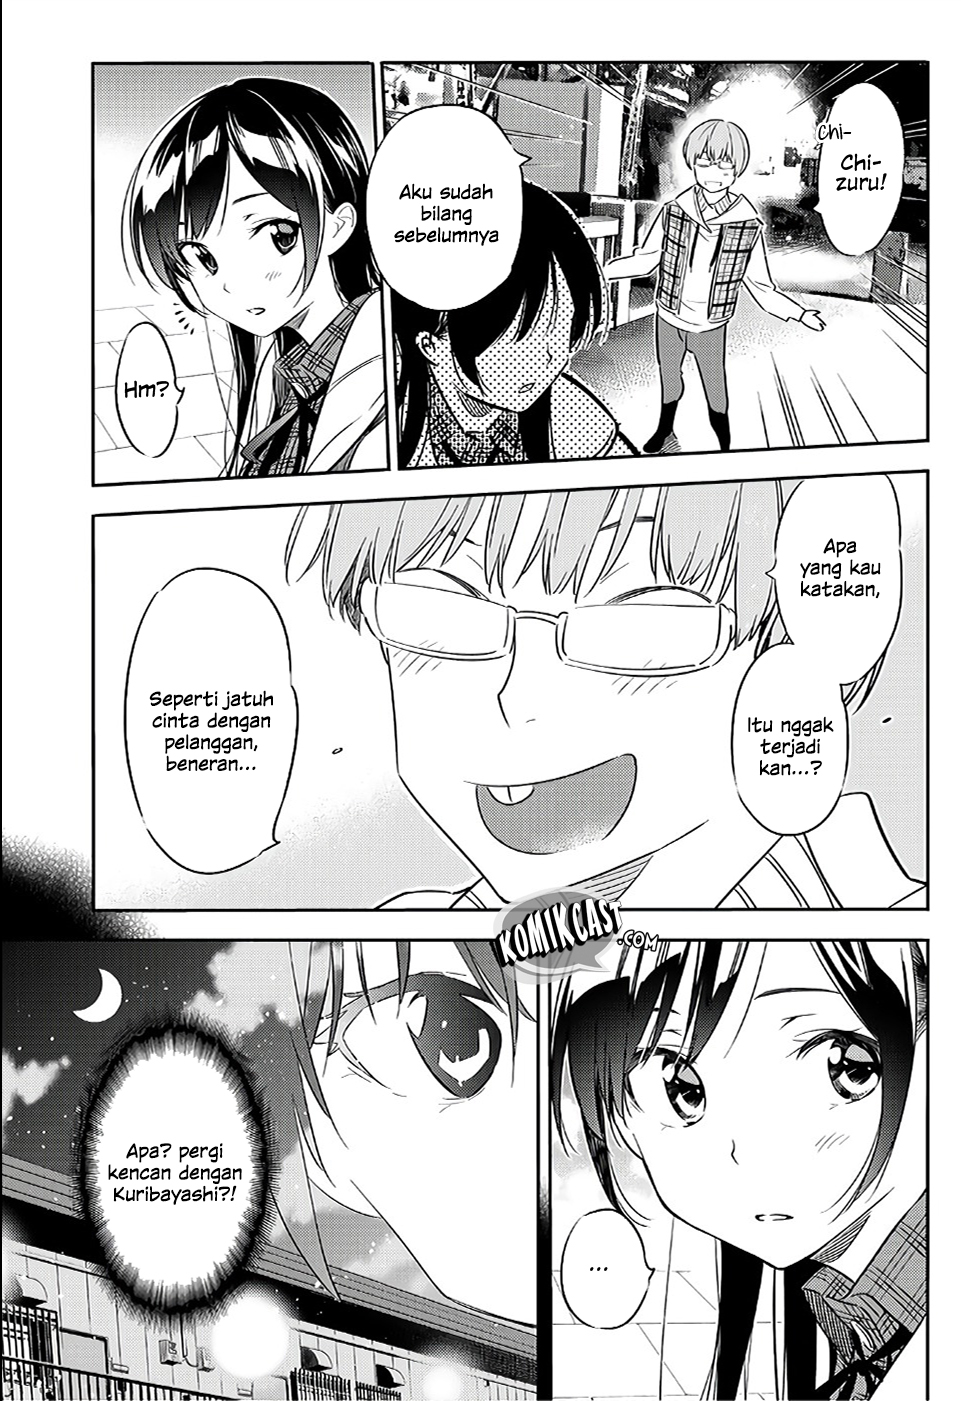 Chi-
Chi-
zuru!
Aku sudah
bilang
sebelumnya
Hm?
Apa
yang kau
katakan,
Itu nggak
terjadi
kan...?
Seperti jatuh
cinta dengan
pelanggan,
beneran...
KOMIKCAST
.COM
...
Apa? pergi
kencan dengan
Kuribayashi?!